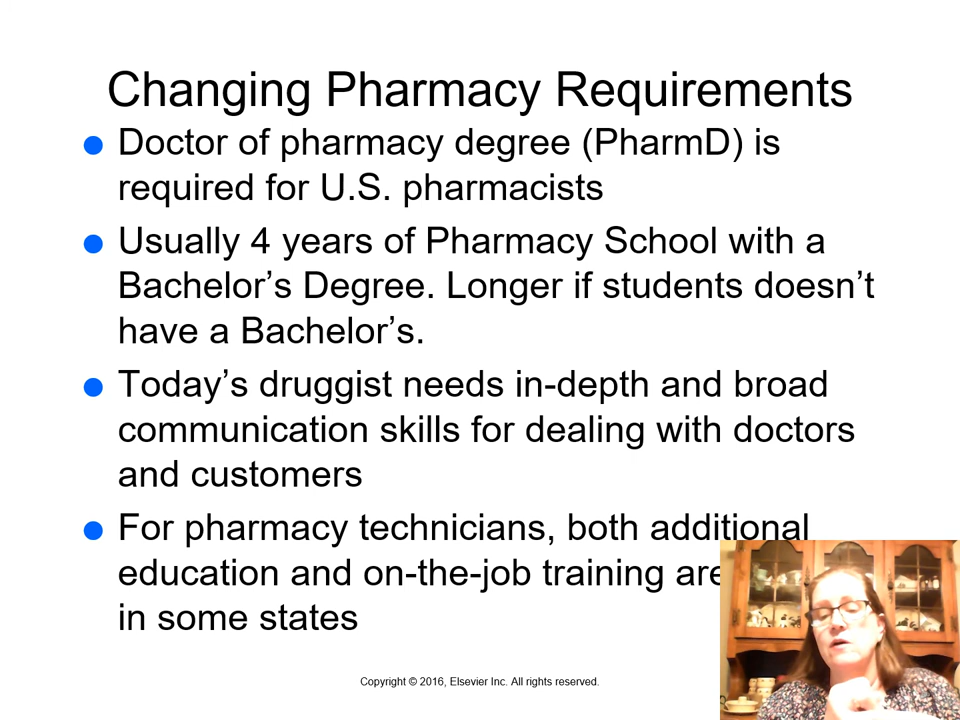 Changing Pharmacy Requirements
Doctor of pharmacy degree (PharmD) is
required for U.S. pharmacists
Usually 4 years of Pharmacy School with a
Bachelor’s Degree. Longer if students doesn’t
have a Bachelor’s.
Today’s druggist needs in-depth and broad
communication skills for dealing with doctors
and customers
For pharmacy technicians, both additional
education and on-the-job training are
in some states
Copyright © 2016, Elsevier Inc. All rights reserved.